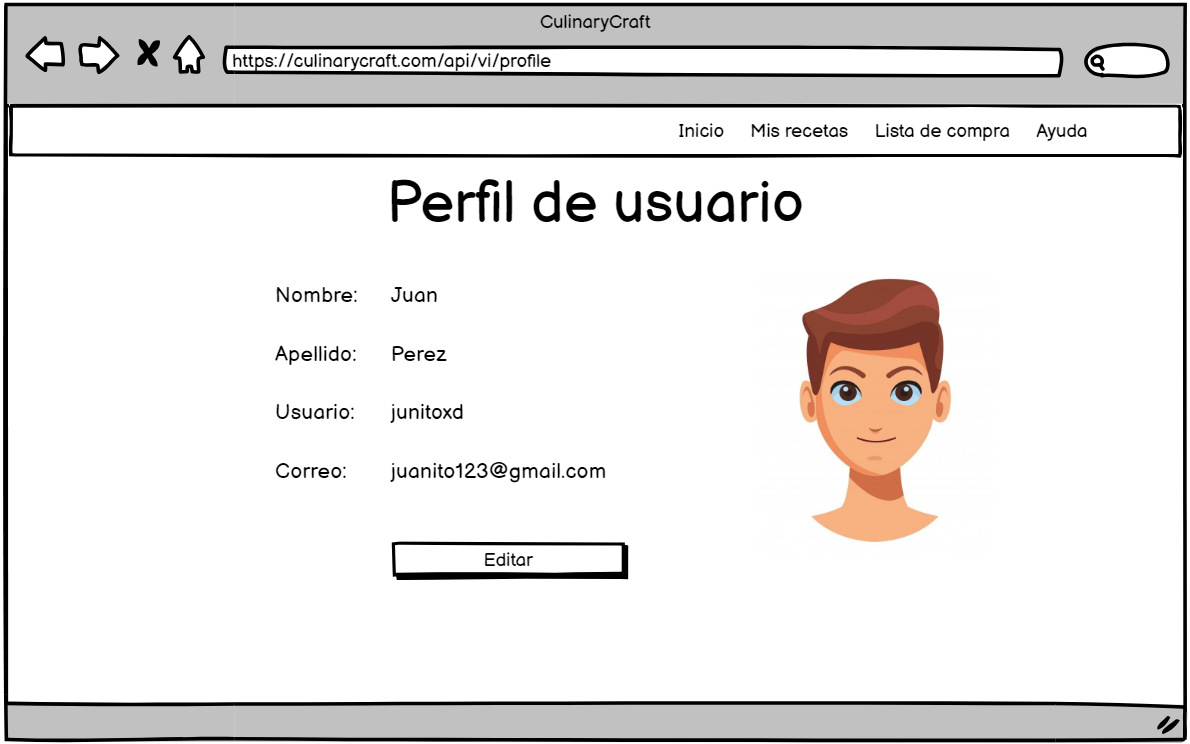 CulinaryCraft
https://culinarycraft.com/api/vi/profile
Inicio Mis recetas Lista de compra Ayuda
Perfil de usuario
Nombre: Juan
Apellido: Perez
Usuario: junitoxd
Correo: juanito123@gmail.com
Editar